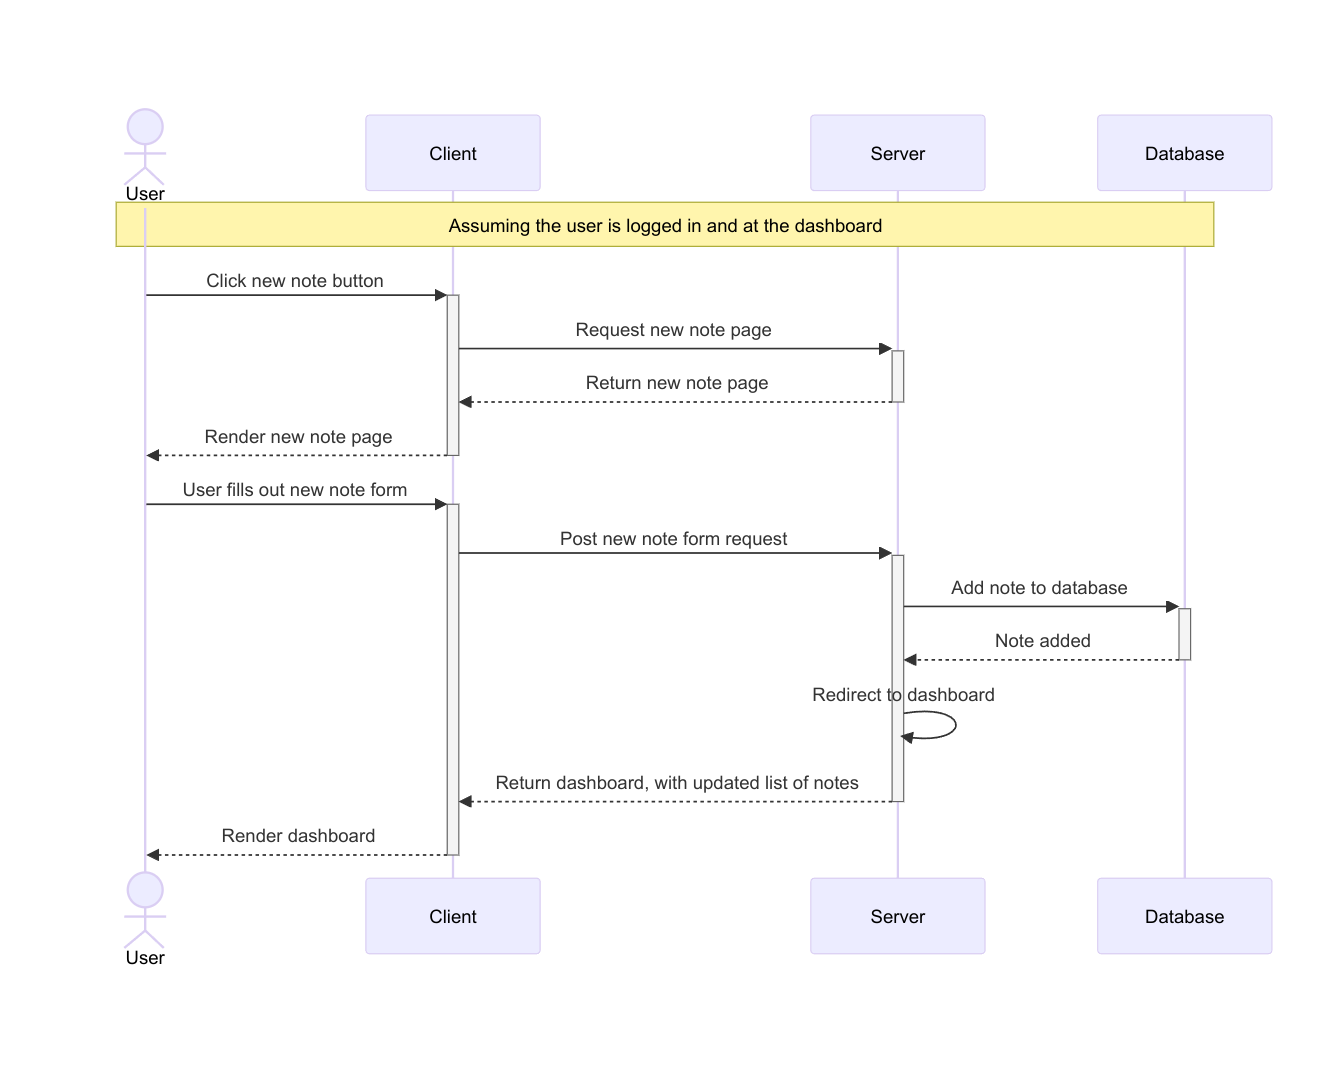 User
Client
Server
Database
Assuming the user is logged in and at the dashboard
Click new note button
Request new note page
Return new note page
Render new note page
User fills out new note form
Post new note form request
Add note to database
Note added
Redirect to dashboard
Return dashboard, with updated list of notes
Render dashboard
User
Client
Server
Database